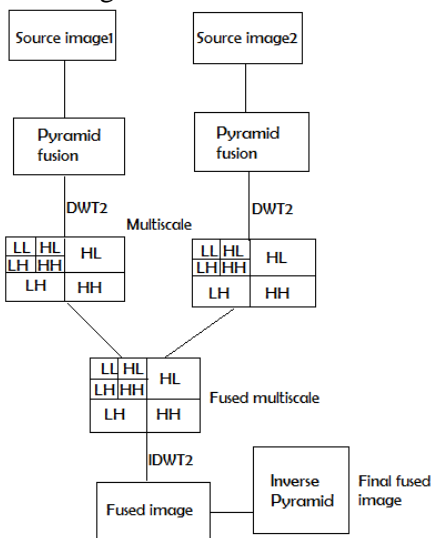 Source image1
Source image2
Pyramid
fusion
Pyramid
fusion
DWT2
DWT2
Multiscale
LL HL
HL
LH HH
LH
HH
LL HL
HL
LH HH
LH
HH
LL HL
HL
LH HH
LH
HH
Fused multiscale
IDWT2
Fused image
Inverse
Pyramid
Final fused
image